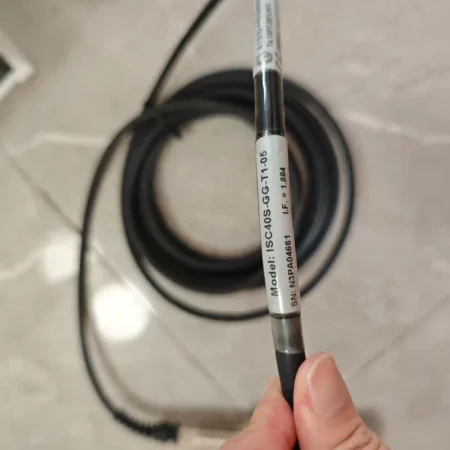 Model: ISC40S-GG-T1-05
I.F. = 1.884
SN: N3PA04661